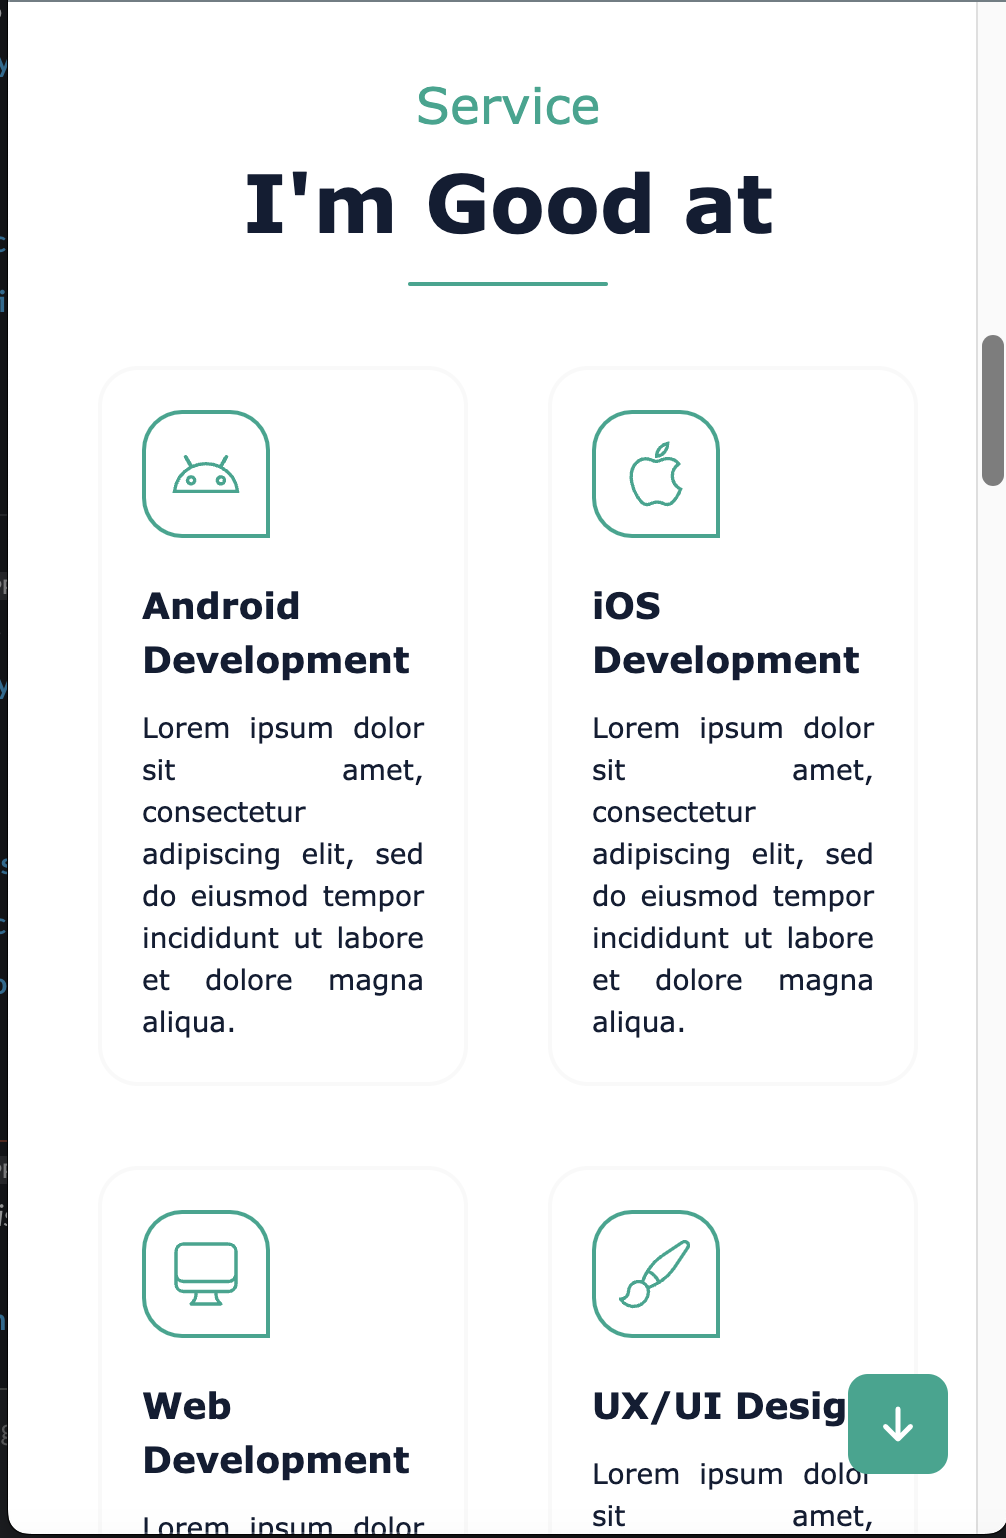 Service
I'm Good at
Android
Development
Lorem ipsum dolor
sit amet,
consectetur
adipiscing elit, sed
do eiusmod tempor
incididunt ut labore
et dolore magna
aliqua.
iOS
Development
Lorem ipsum dolor
sit amet,
consectetur
adipiscing elit, sed
do eiusmod tempor
incididunt ut labore
et dolore magna
aliqua.
Web
Development
Lorem ipsum dolor
UX/UI Desig
Lorem ipsum dolor
sit amet,